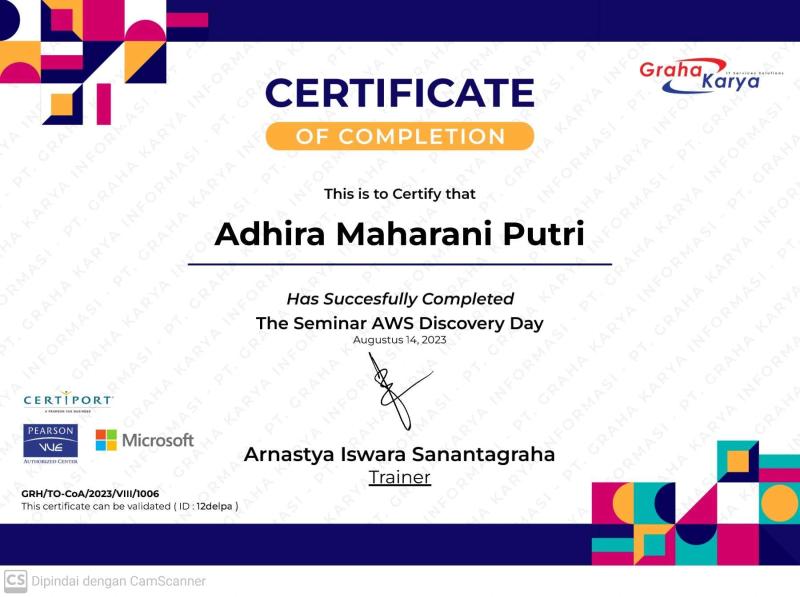 Graha
Karya
IT Services Solutions
CERTIFICATE
OF COMPLETION
This is to Certify that
Adhira Maharani Putri
Has Succesfully Completed
The Seminar AWS Discovery Day
Augustus 14, 2023
CERTIPORT
A PEARSON VUE BUSINESS
PEARSON
VUE
AUTHORIZED CENTER
Microsoft
Arnastya Iswara Sanantagraha
Trainer
GRH/TO-CoA/2023/VIII/1006
This certificate can be validated ( ID : 12delpa )
PT. GRAHA KARYA INFORMASI
CS Dipindai dengan CamScanner